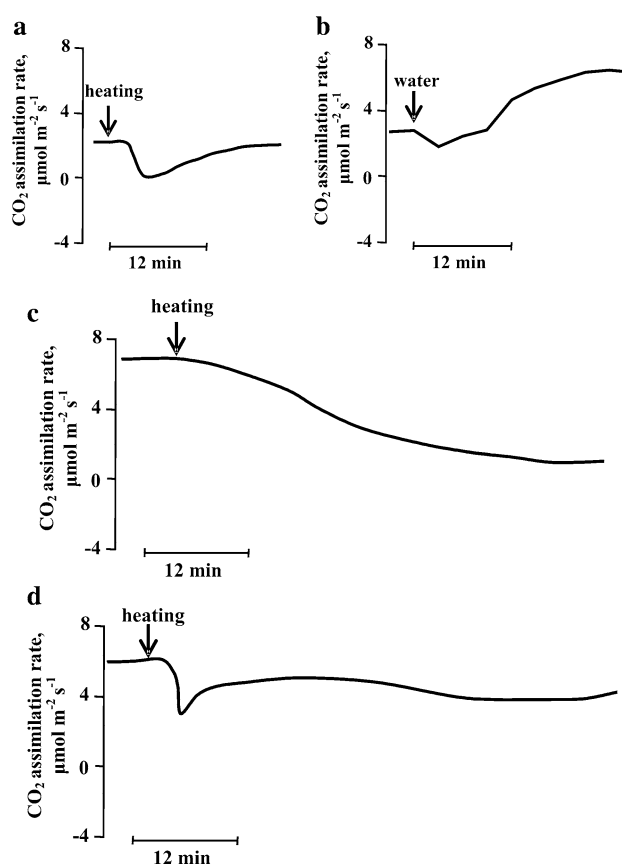 a
CO₂ assimilation rate,
µmol m⁻² s⁻¹
8
4
0
-4
heating
12 min
b
CO₂ assimilation rate,
µmol m⁻² s⁻¹
8
4
0
-4
water
12 min
c
CO₂ assimilation rate,
µmol m⁻² s⁻¹
8
4
0
-4
heating
12 min
d
CO₂ assimilation rate,
µmol m⁻² s⁻¹
8
4
0
-4
heating
12 min